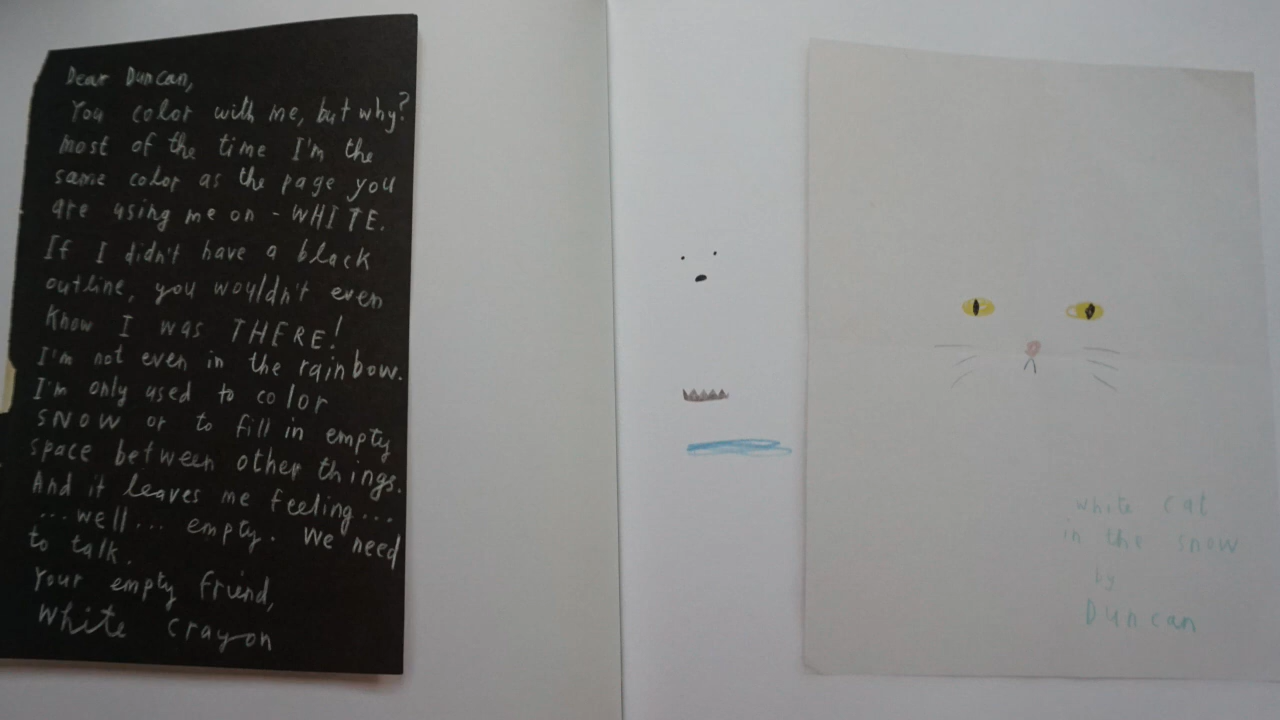 Dear Duncan,
You color with me, but why?
most of the time I'm the
same color as the page you
are using me on - WHITE.
If I didn't have a black
outline, you wouldn't even
know I was THERE!
I'm not even in the rainbow.
I'm only used to color
SNOW or to fill in empty
space between other things.
And it leaves me feeling...
...well... empty. We need
to talk.
Your empty friend,
White crayon
white cat
in the snow
by
Duncan